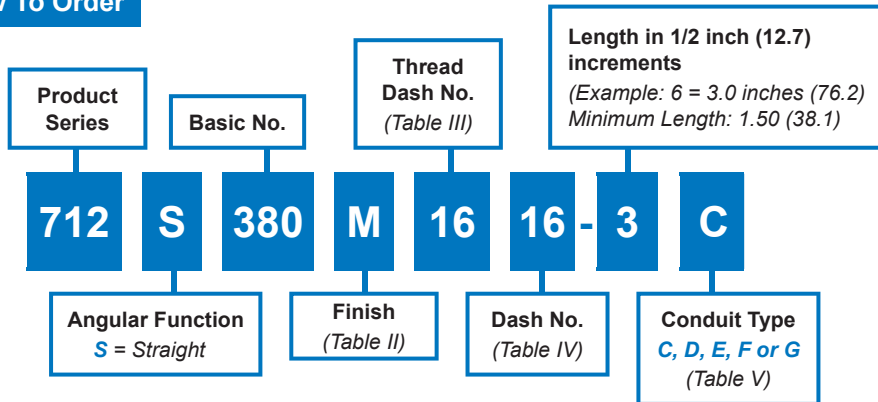 To Order
Length in 1/2 inch (12.7)
increments
(Example: 6 = 3.0 inches (76.2)
Minimum Length: 1.50 (38.1)
Thread
Dash No.
(Table III)
Product
Series
Basic No.
712 S 380 M 16 16 - 3 C
Angular Function
S = Straight
Finish
(Table II)
Dash No.
(Table IV)
Conduit Type
C, D, E, F or G
(Table V)